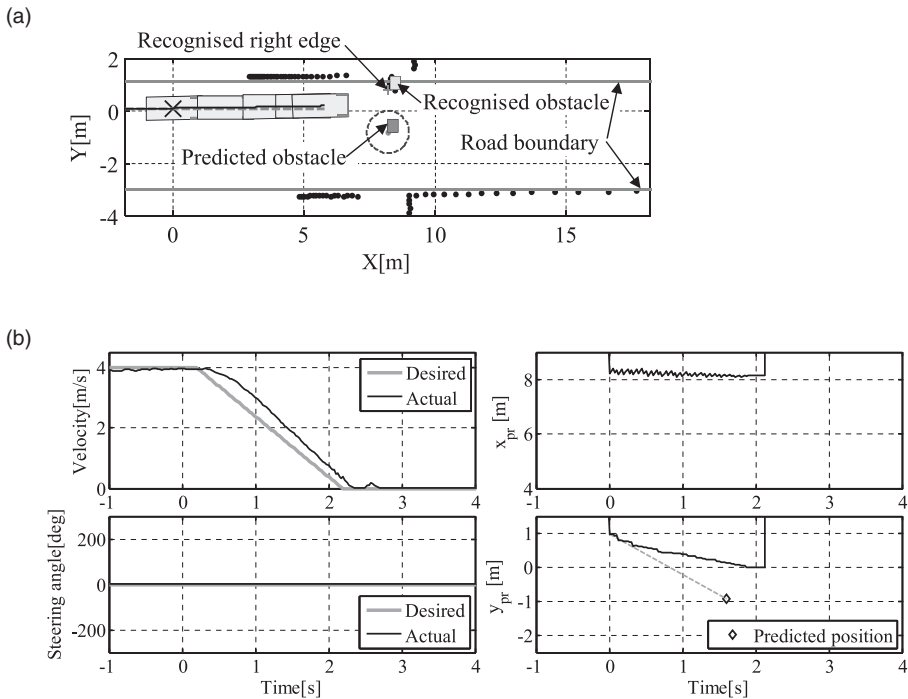 (a)
Recognised right edge
Recognised obstacle
Predicted obstacle
Road boundary
Y[m]
2
0
-2
-4
0
5
10
15
X[m]
(b)
Velocity[m/s]
4
2
0
Desired
Actual
-1
0
1
2
3
4
x_pr [m]
8
6
4
-1
0
1
2
3
4
Steering angle[deg]
200
0
-200
Desired
Actual
-1
0
1
2
3
4
Time[s]
y_pr [m]
1
0
-1
-2
Predicted position
-1
0
1
2
3
4
Time[s]